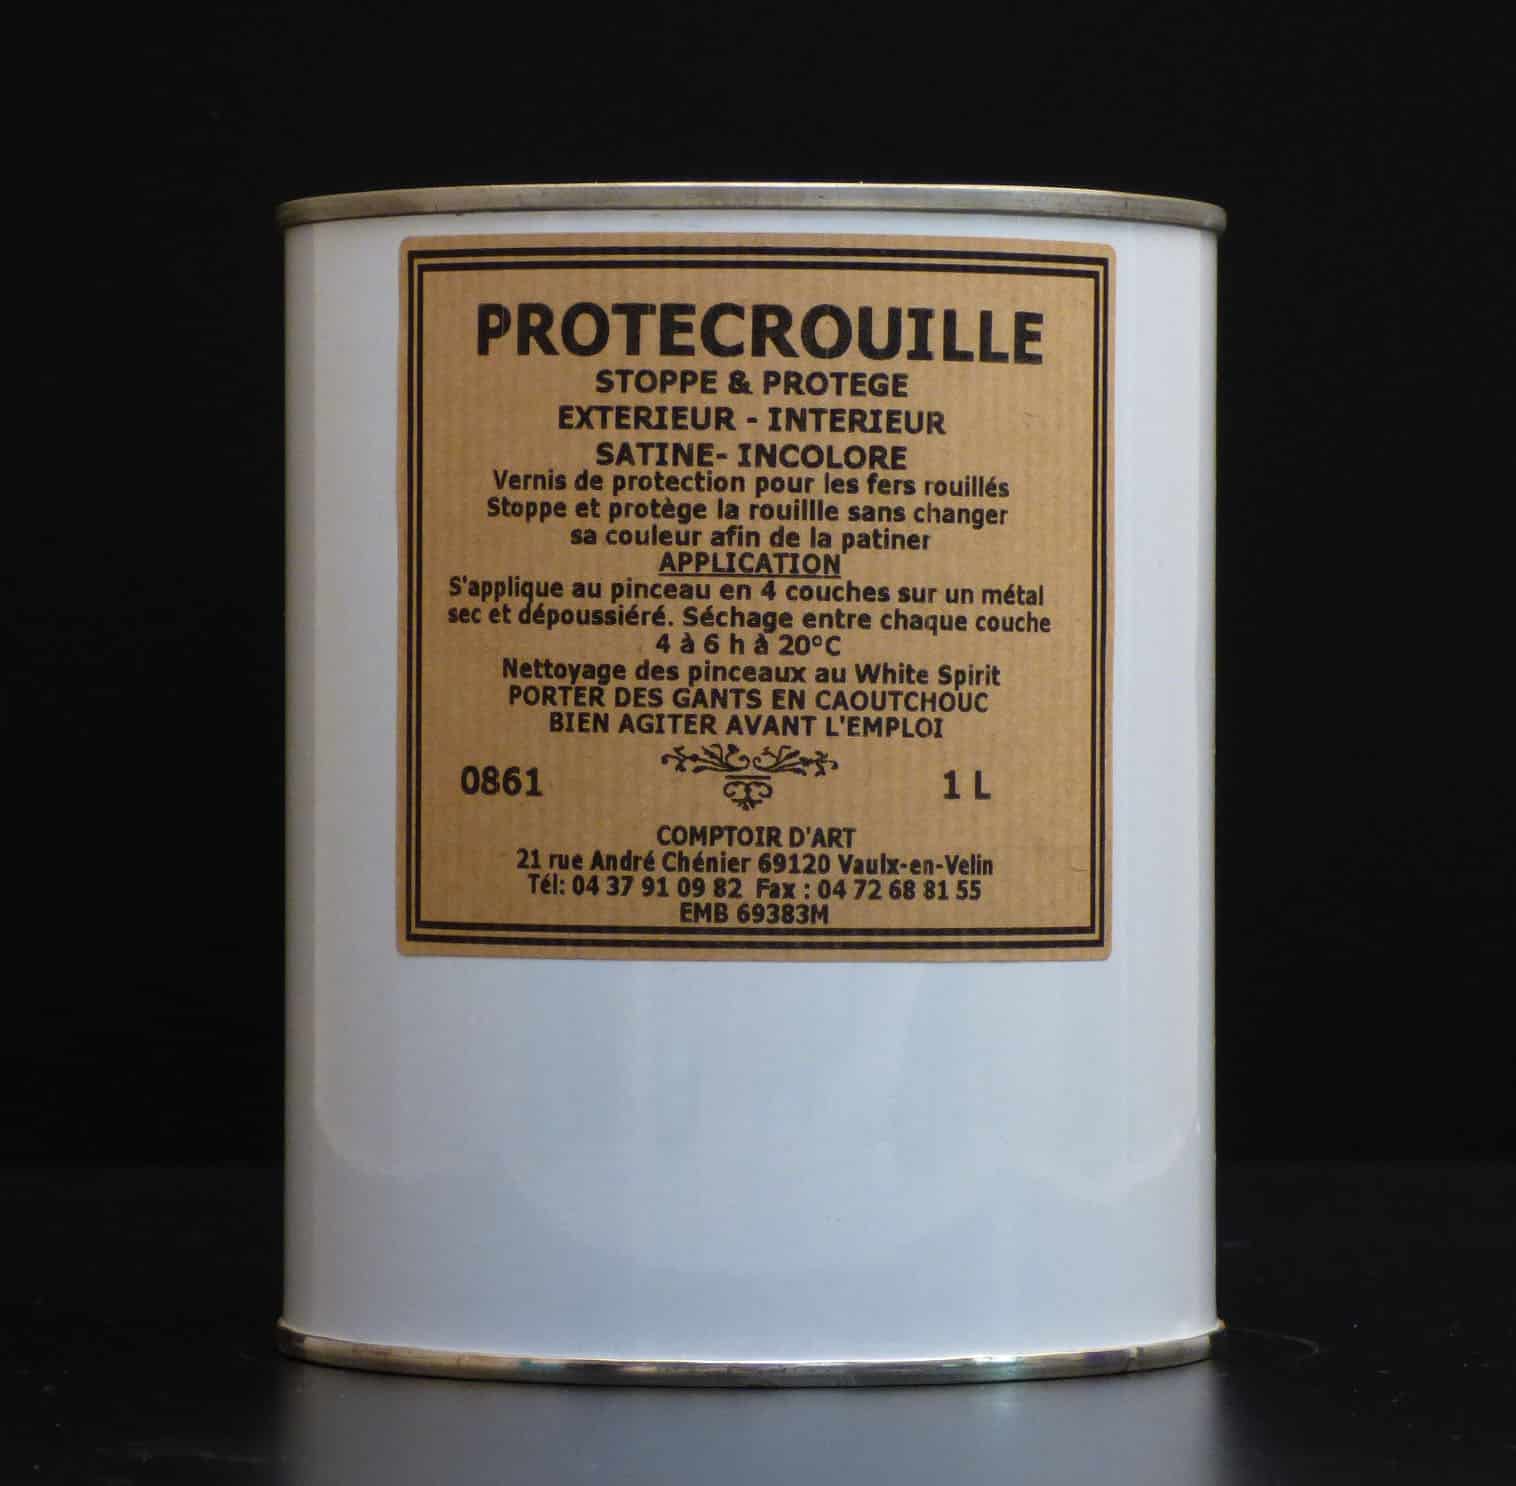 PROTECROUILLE
STOPPE & PROTEGE
EXTERIEUR - INTERIEUR
SATINE- INCOLORE
Vernis de protection pour les fers rouillés
Stoppe et protège la rouillle sans changer
sa couleur afin de la patiner
APPLICATION
S'applique au pinceau en 4 couches sur un métal
sec et dépoussiéré. Séchage entre chaque couche
4 à 6 h à 20°C
Nettoyage des pinceaux au White Spirit
PORTER DES GANTS EN CAOUTCHOUC
BIEN AGITER AVANT L'EMPLOI
0861 1 L
COMPTOIR D'ART
21 rue André Chénier 69120 Vaulx-en-Velin
Tél: 04 37 91 09 82 Fax : 04 72 68 81 55
EMB 69383M